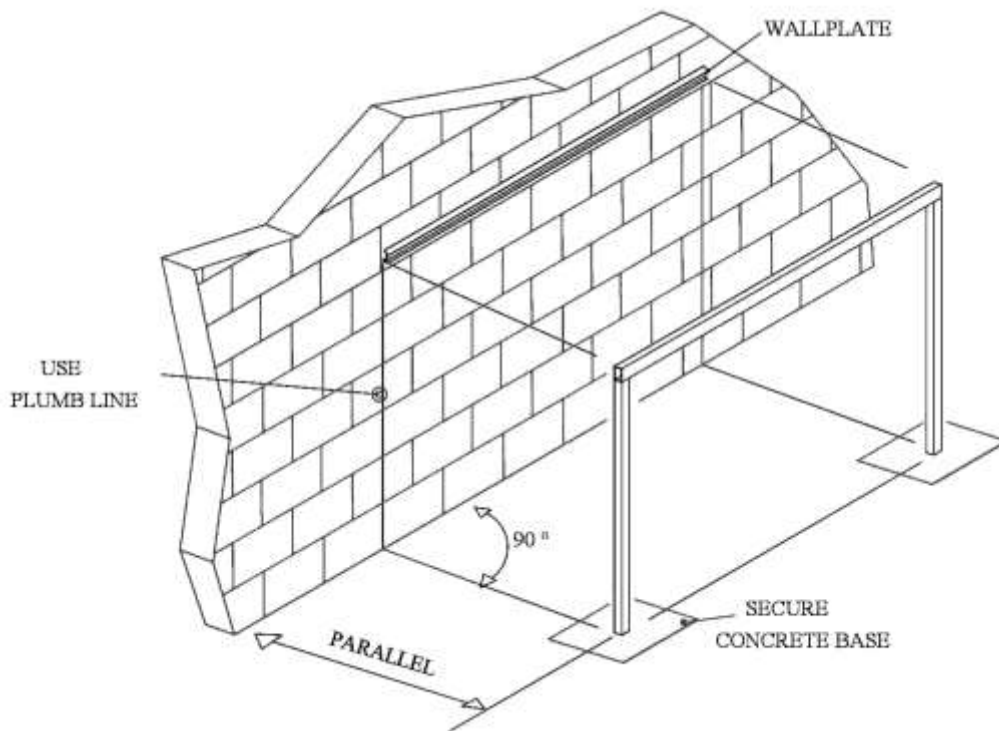 WALLPLATE
USE
PLUMB LINE
90 °
SECURE
CONCRETE BASE
PARALLEL